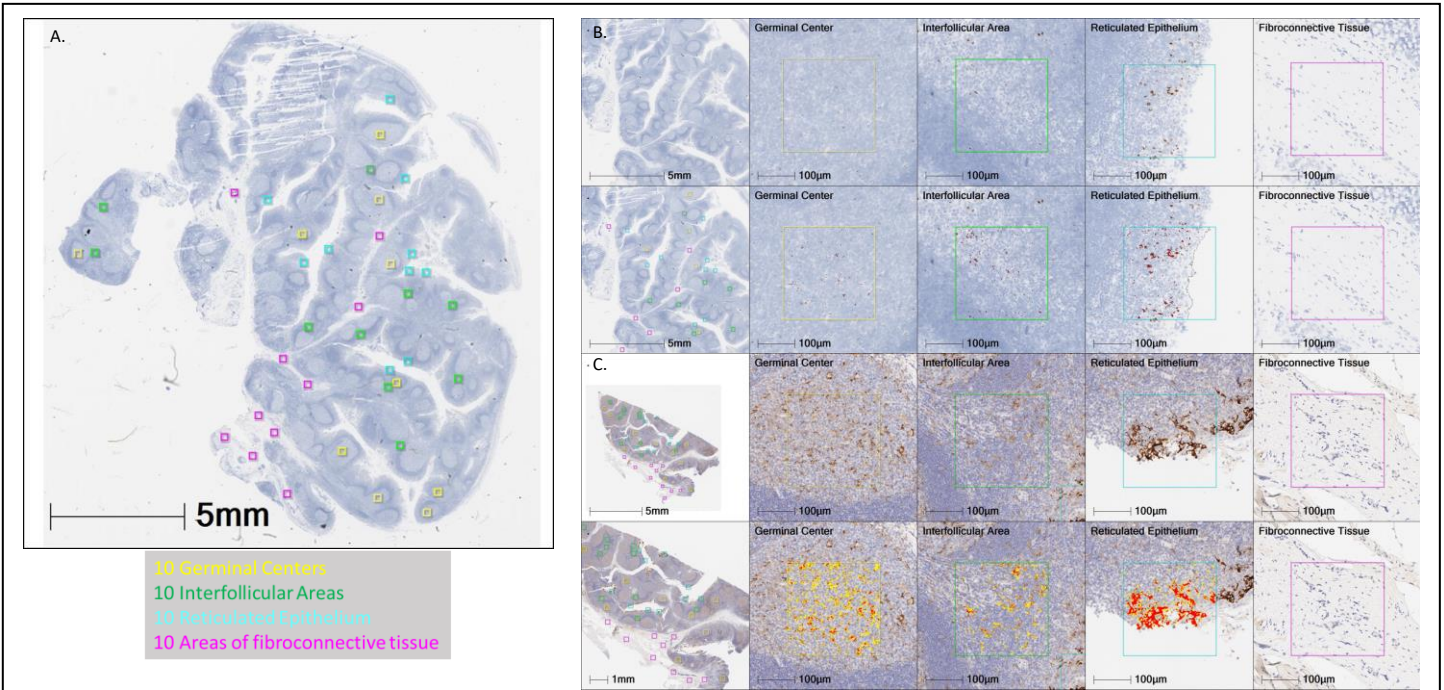 A.
5mm
10 Germinal Centers
10 Interfollicular Areas
10 Reticulated Epithelium
10 Areas of fibroconnective tissue
B.
Germinal Center
Interfollicular Area
Reticulated Epithelium
Fibroconnective Tissue
5mm
100µm
100µm
100µm
100µm
Germinal Center
Interfollicular Area
Reticulated Epithelium
Fibroconnective Tissue
5mm
100µm
100µm
100µm
100µm
C.
Germinal Center
Interfollicular Area
Reticulated Epithelium
Fibroconnective Tissue
5mm
100µm
100µm
100µm
100µm
Germinal Center
Interfollicular Area
Reticulated Epithelium
Fibroconnective Tissue
1mm
100µm
100µm
100µm
100µm